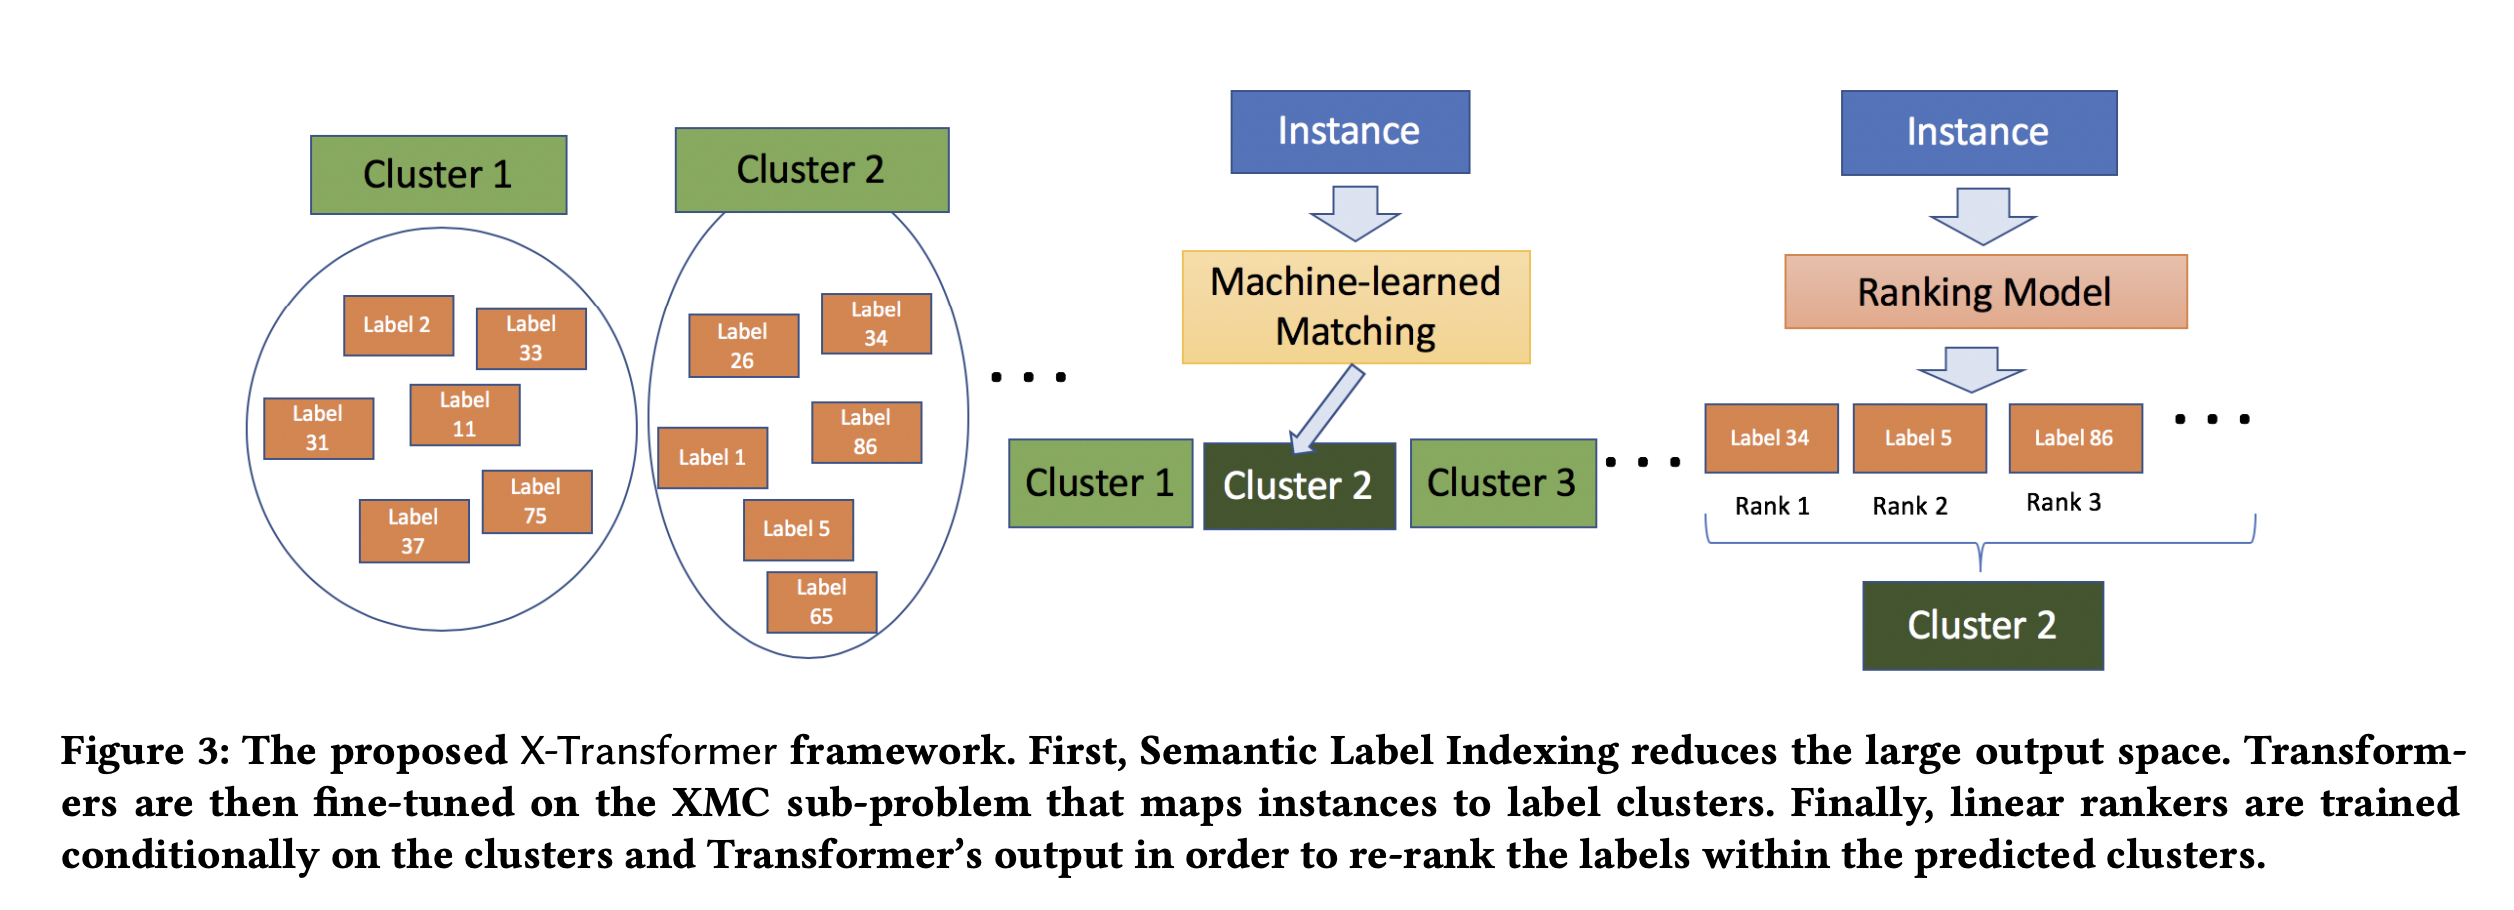 Cluster 1
Label 2
Label
33
Label
31
Label
11
Label
75
Label
37
Cluster 2
Label
34
Label
26
Label
86
Label 1
Label 5
Label
65
. . .
Instance
Machine-learned
Matching
Cluster 1
Cluster 2
Cluster 3
. . .
Instance
Ranking Model
Label 34
Label 5
Label 86
. . .
Rank 1
Rank 2
Rank 3
Cluster 2
Figure 3: The proposed X-Transformer framework. First, Semantic Label Indexing reduces the large output space. Transform-
ers are then fine-tuned on the XMC sub-problem that maps instances to label clusters. Finally, linear rankers are trained
conditionally on the clusters and Transformer's output in order to re-rank the labels within the predicted clusters.